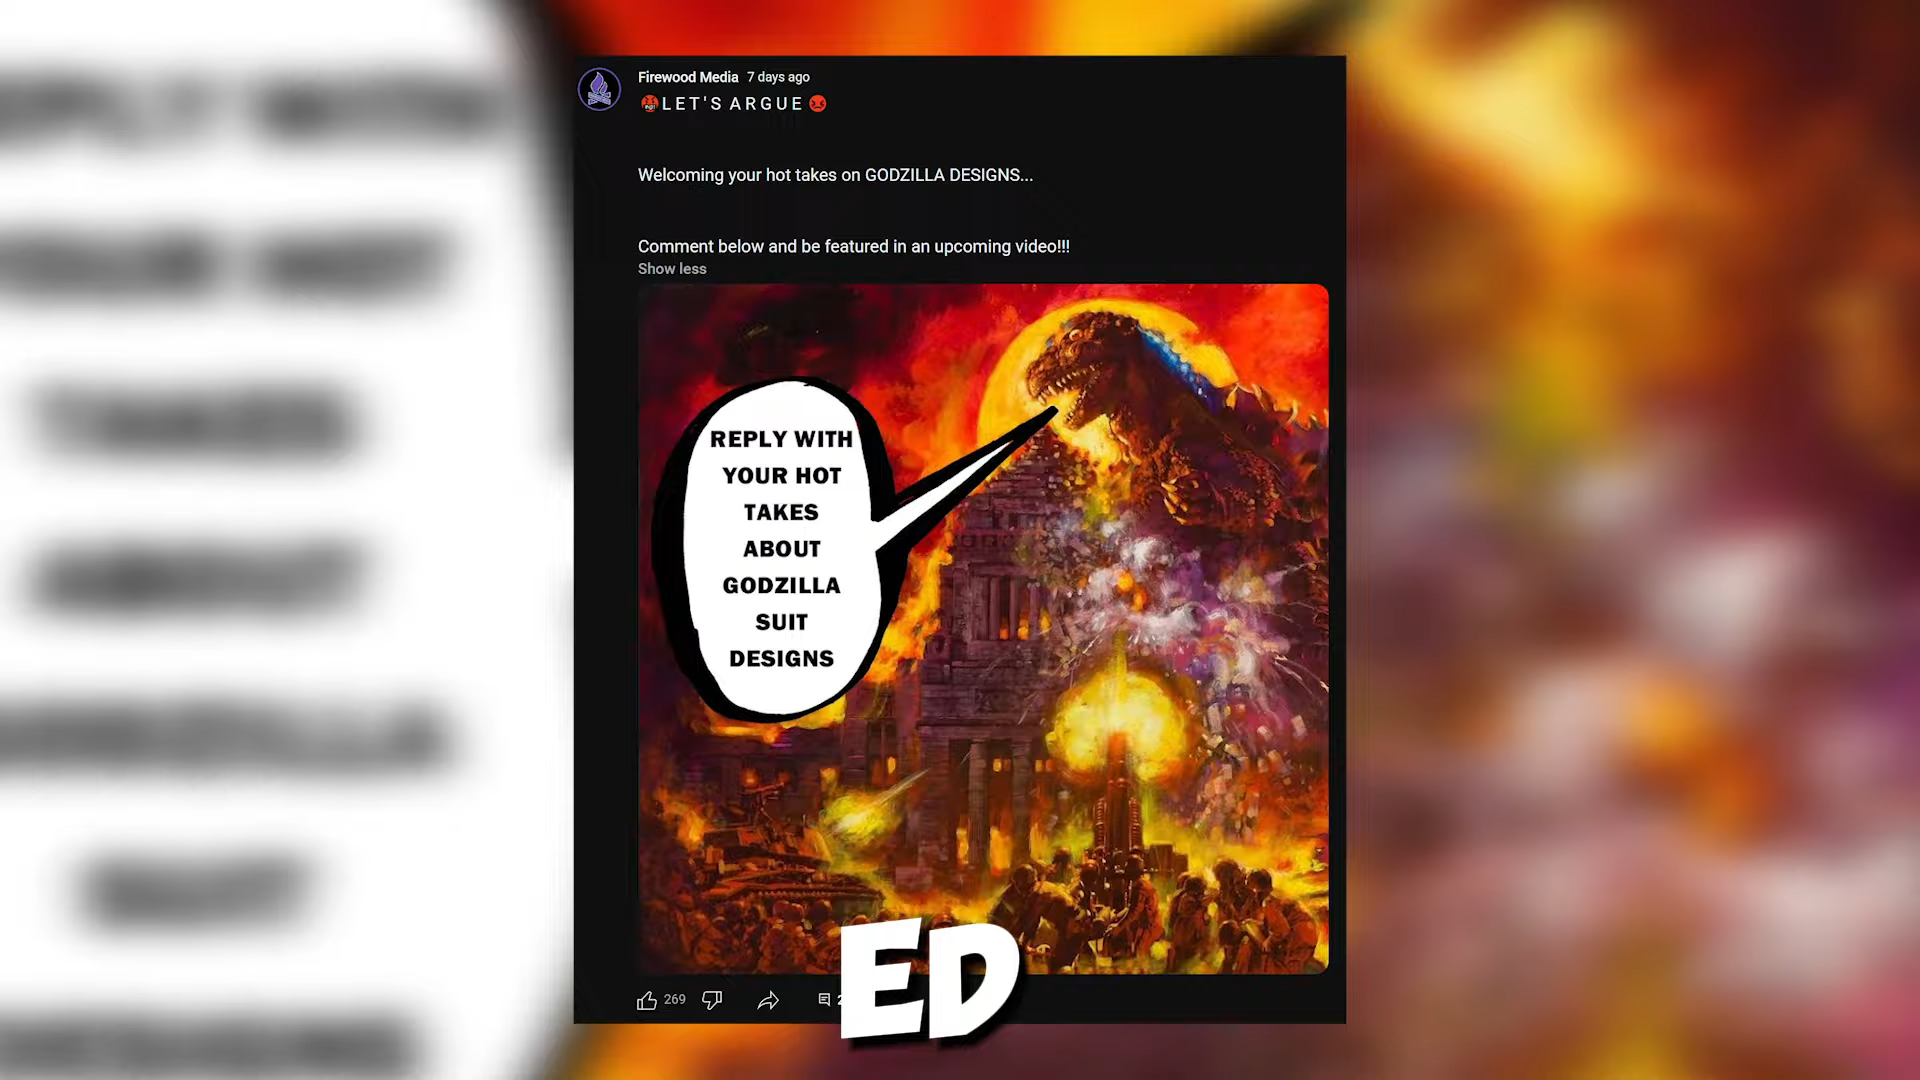 Firewood Media 7 days ago
🤬LET'S ARGUE😡
Welcoming your hot takes on GODZILLA DESIGNS...
Comment below and be featured in an upcoming video!!!
Show less
REPLY WITH
YOUR HOT
TAKES
ABOUT
GODZILLA
SUIT
DESIGNS
269
ED